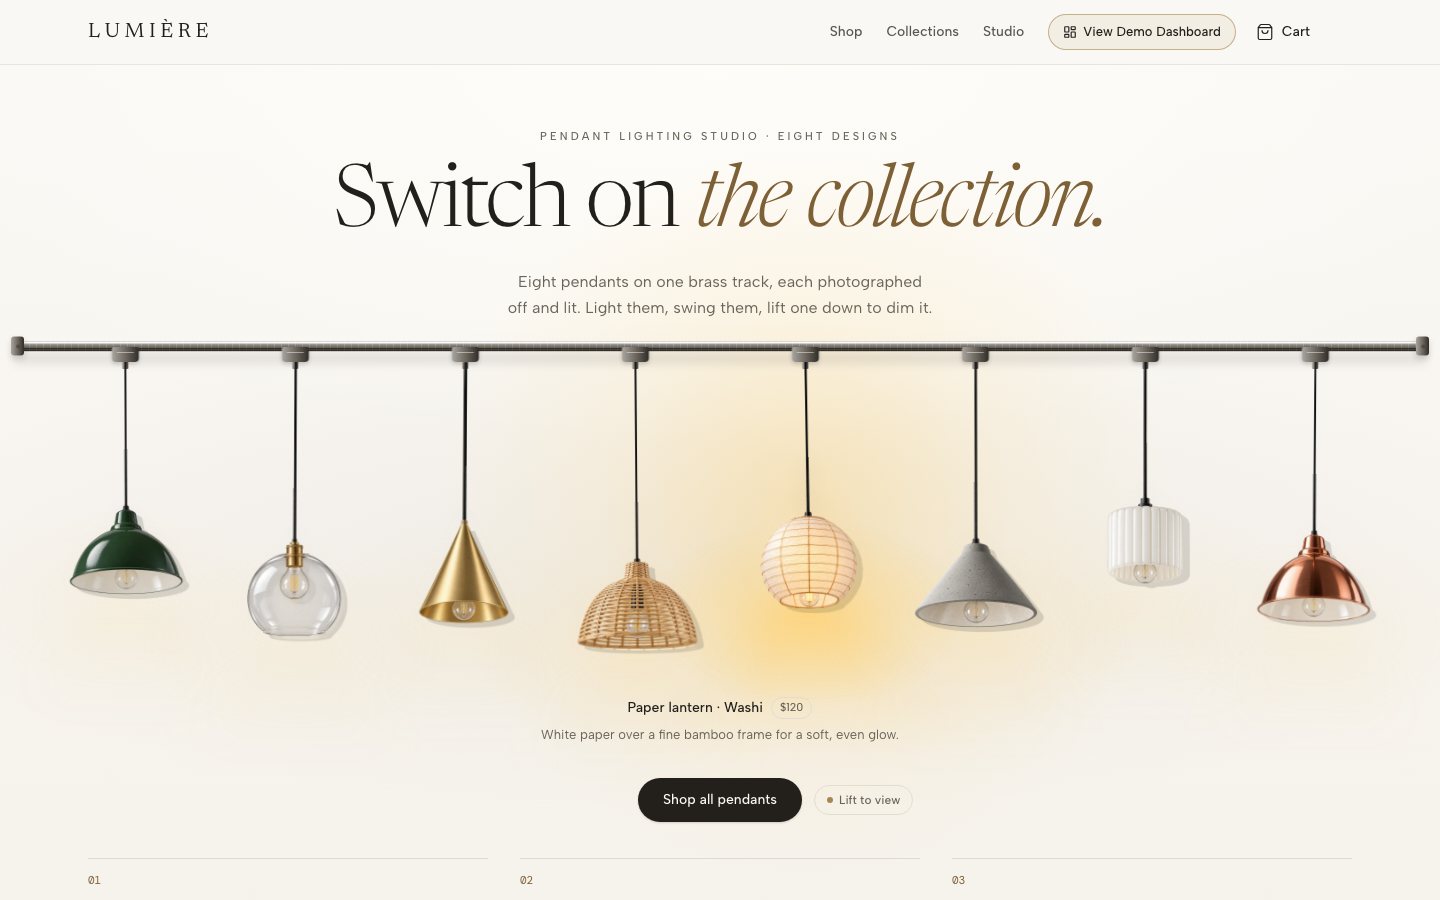 LUMIÈRE
Shop
Collections
Studio
View Demo Dashboard
Cart
PENDANT LIGHTING STUDIO · EIGHT DESIGNS
Switch on the collection.
Eight pendants on one brass track, each photographed
off and lit. Light them, swing them, lift one down to dim it.
Paper lantern · Washi
$120
White paper over a fine bamboo frame for a soft, even glow.
Shop all pendants
Lift to view
01
02
03